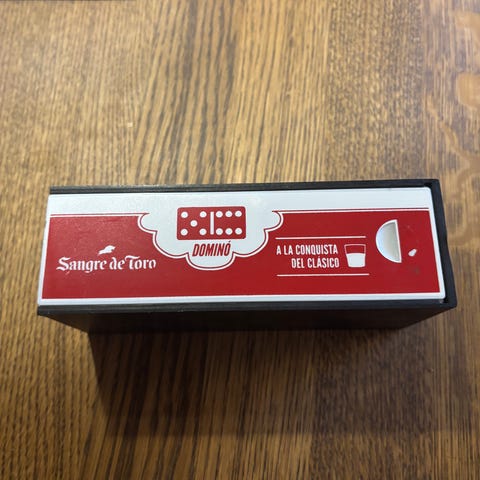 DOMINÓ
Sangre de Toro
A LA CONQUISTA
DEL CLÁSICO